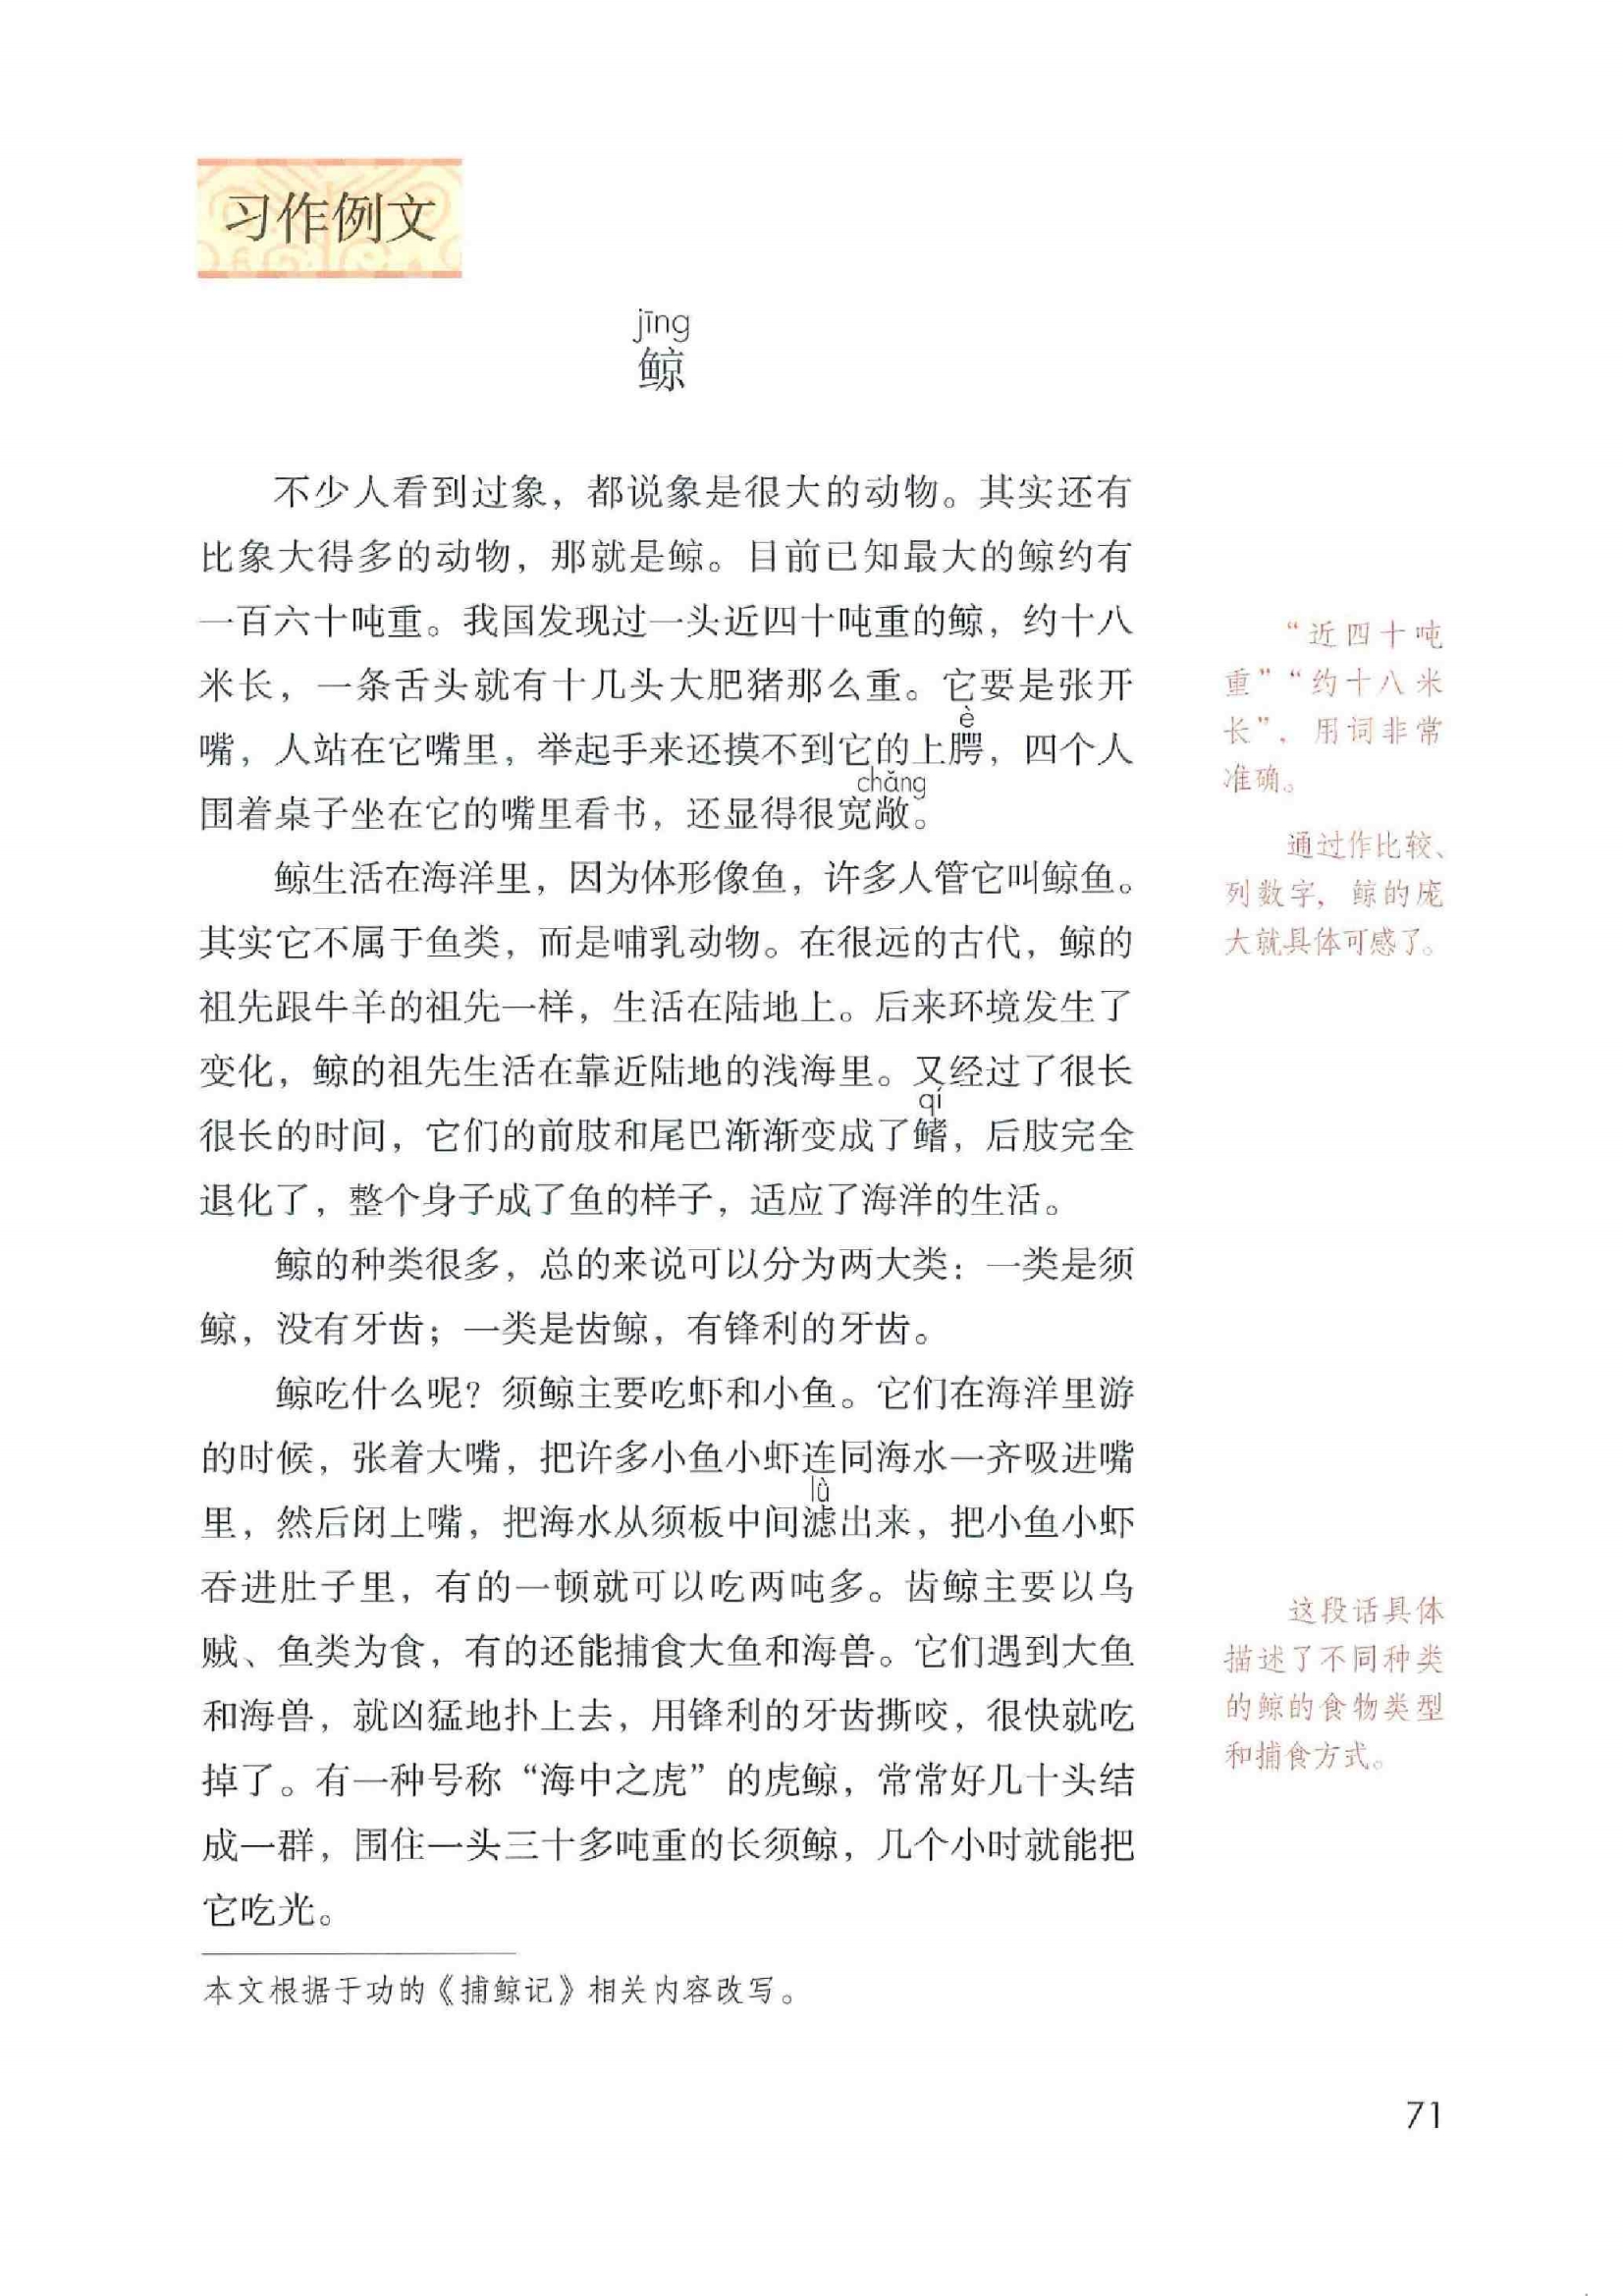 习作例文
jīng
鲸
不少人看到过象，都说象是很大的动物。其实还有
比象大得多的动物，那就是鲸。目前已知最大的鲸约有
一百六十吨重。我国发现过一头近四十吨重的鲸，约十八
米长，一条舌头就有十几头大肥猪那么重。它要是张开
è
嘴，人站在它嘴里，举起手来还摸不到它的上腭，四个人
chǎng
围着桌子坐在它的嘴里看书，还显得很宽敞。
鲸生活在海洋里，因为体形像鱼，许多人管它叫鲸鱼。
其实它不属于鱼类，而是哺乳动物。在很远的古代，鲸的
祖先跟牛羊的祖先一样，生活在陆地上。后来环境发生了
变化，鲸的祖先生活在靠近陆地的浅海里。又经过了很长
qí
很长的时间，它们的前肢和尾巴渐渐变成了鳍，后肢完全
退化了，整个身子成了鱼的样子，适应了海洋的生活。
鲸的种类很多，总的来说可以分为两大类：一类是须
鲸，没有牙齿；一类是齿鲸，有锋利的牙齿。
鲸吃什么呢？须鲸主要吃虾和小鱼。它们在海洋里游
的时候，张着大嘴，把许多小鱼小虾连同海水一齐吸进嘴
lǜ
里，然后闭上嘴，把海水从须板中间滤出来，把小鱼小虾
吞进肚子里，有的一顿就可以吃两吨多。齿鲸主要以乌
贼、鱼类为食，有的还能捕食大鱼和海兽。它们遇到大鱼
和海兽，就凶猛地扑上去，用锋利的牙齿撕咬，很快就吃
掉了。有一种号称“海中之虎”的虎鲸，常常好几十头结
成一群，围住一头三十多吨重的长须鲸，几个小时就能把
它吃光。
“近四十吨
重”“约十八米
长”，用词非常
准确。
通过作比较、
列数字，鲸的庞
大就具体可感了。
这段话具体
描述了不同种类
的鲸的食物类型
和捕食方式。
本文根据于功的《捕鲸记》相关内容改写。
71